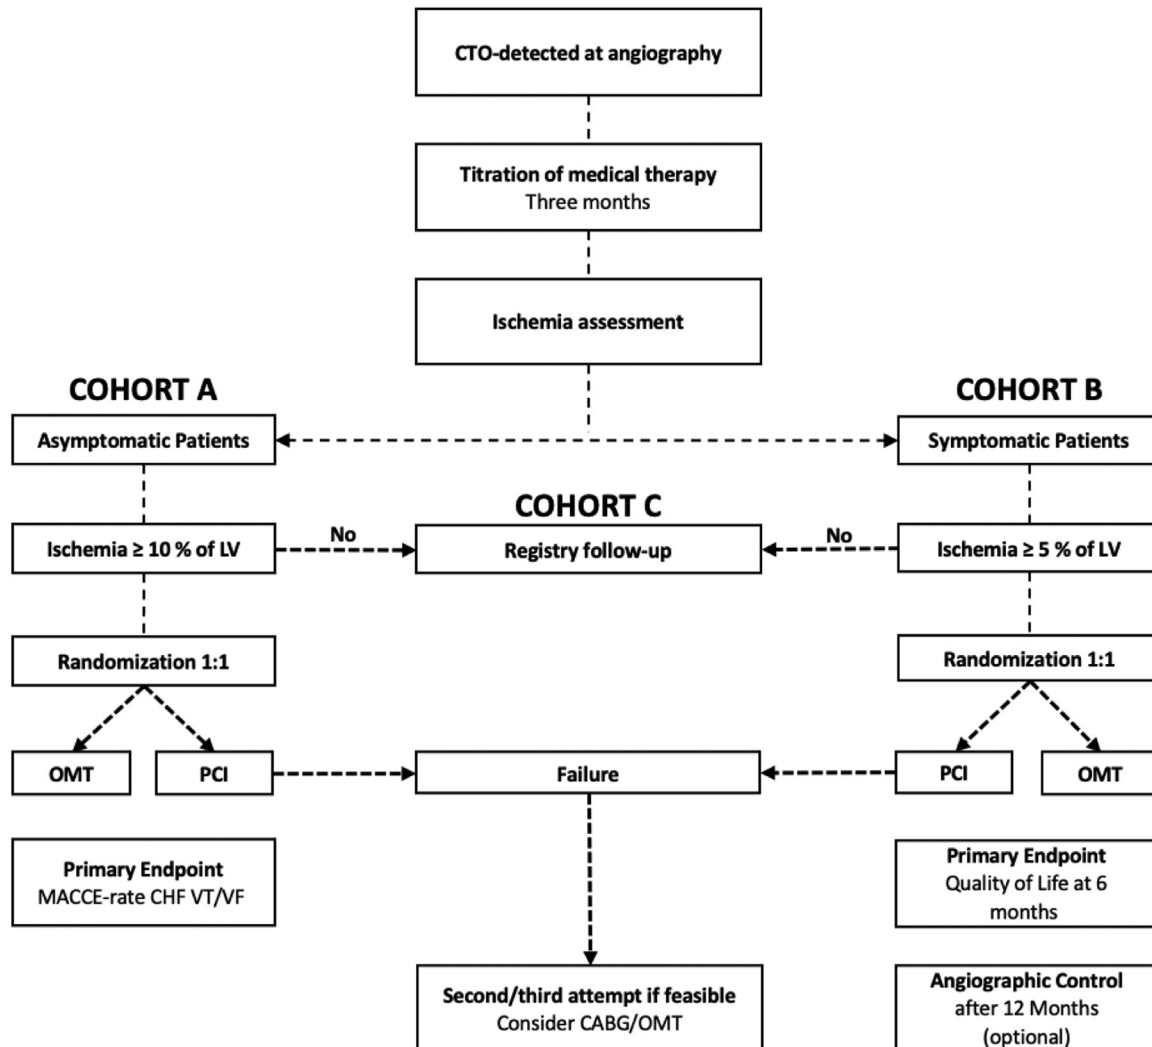 CTO-detected at angiography
Titration of medical therapy
Three months
Ischemia assessment
COHORT A
COHORT B
Asymptomatic Patients
Symptomatic Patients
COHORT C
Ischemia ≥ 10 % of LV
No
Registry follow-up
No
Ischemia ≥ 5 % of LV
Randomization 1:1
Randomization 1:1
OMT
PCI
Failure
PCI
OMT
Primary Endpoint
MACCE-rate CHF VT/VF
Primary Endpoint
Quality of Life at 6
months
Second/third attempt if feasible
Consider CABG/OMT
Angiographic Control
after 12 Months
(optional)